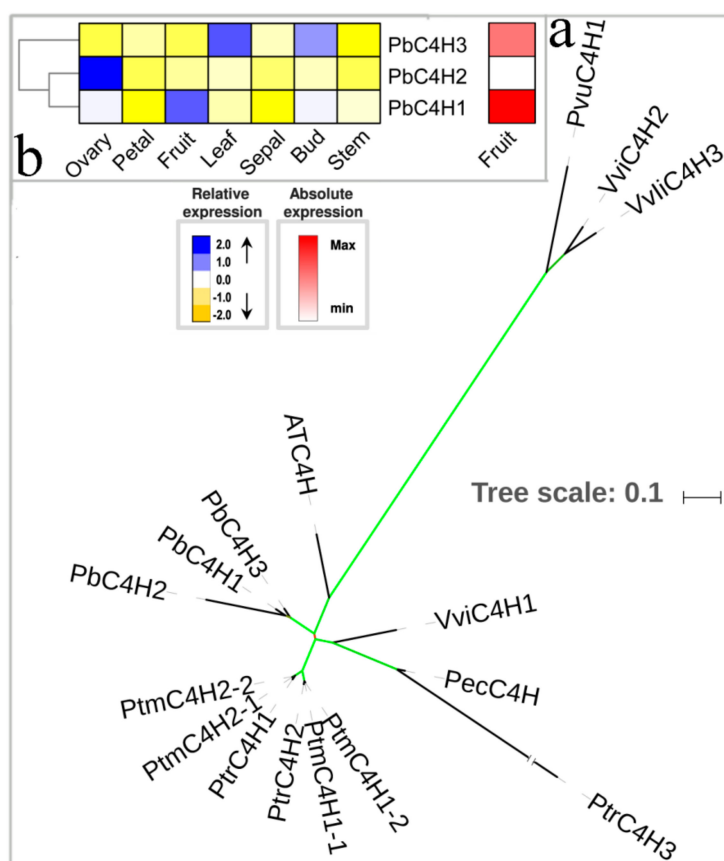 a
PbC4H3
PbC4H2
PbC4H1
b
Ovary
Petal
Fruit
Leaf
Sepal
Bud
Stem
Fruit
Relative
expression
2.0
1.0
0.0
-1.0
-2.0
Absolute
expression
Max
min
PvuC4H1
VviC4H2
VvliC4H3
ATC4H
Tree scale: 0.1
PbC4H3
PbC4H1
PbC4H2
VviC4H1
PecC4H
PtrC4H3
PtmC4H2-2
PtmC4H2-1
PtrC4H1
PtrC4H2
PtmC4H1-1
PtmC4H1-2